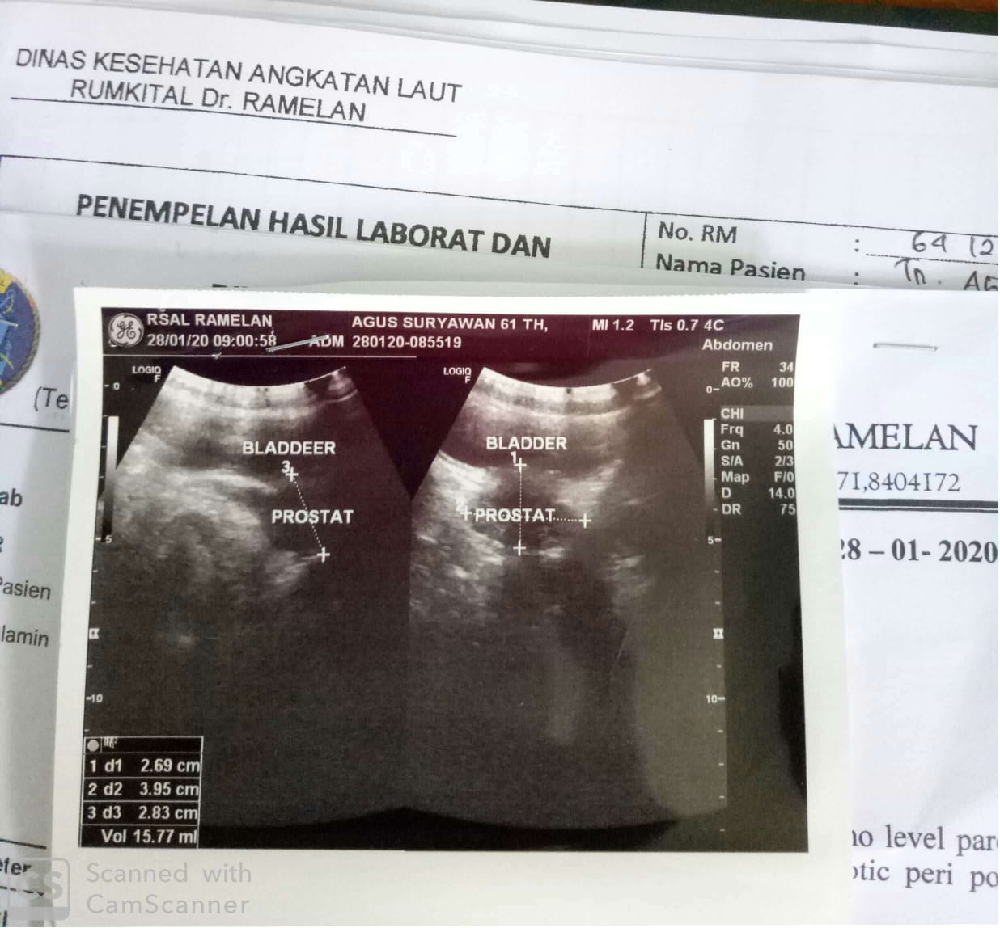 DINAS KESEHATAN ANGKATAN LAUT
RUMKITAL Dr. RAMELAN
PENEMPELAN HASIL LABORAT DAN
No. RM : 64 12
Nama Pasien : Tn. AG
(Te
ab
Pasien
lamin
RSAL RAMELAN
28/01/20 09:00:58 ADM
AGUS SURYAWAN 61 TH,
280120-085519
MI 1.2 TIs 0.7 4C
Abdomen
FR 34
AO% 100
CHI
Frq 4.0
Gn 50
S/A 2/3
Map F/0
D 14.0
DR 75
LOGIQ
F
LOGIQ
F
0
0
BLADDEER
BLADDER
3
1
2
PROSTAT
PROSTAT
5
5
10
10
1 d1 2.69 cm
2 d2 3.95 cm
3 d3 2.83 cm
Vol 15.77 ml
AMELAN
71,8404172
28 – 01- 2020
no level par
otic peri po
eter
CS
Scanned with
CamScanner